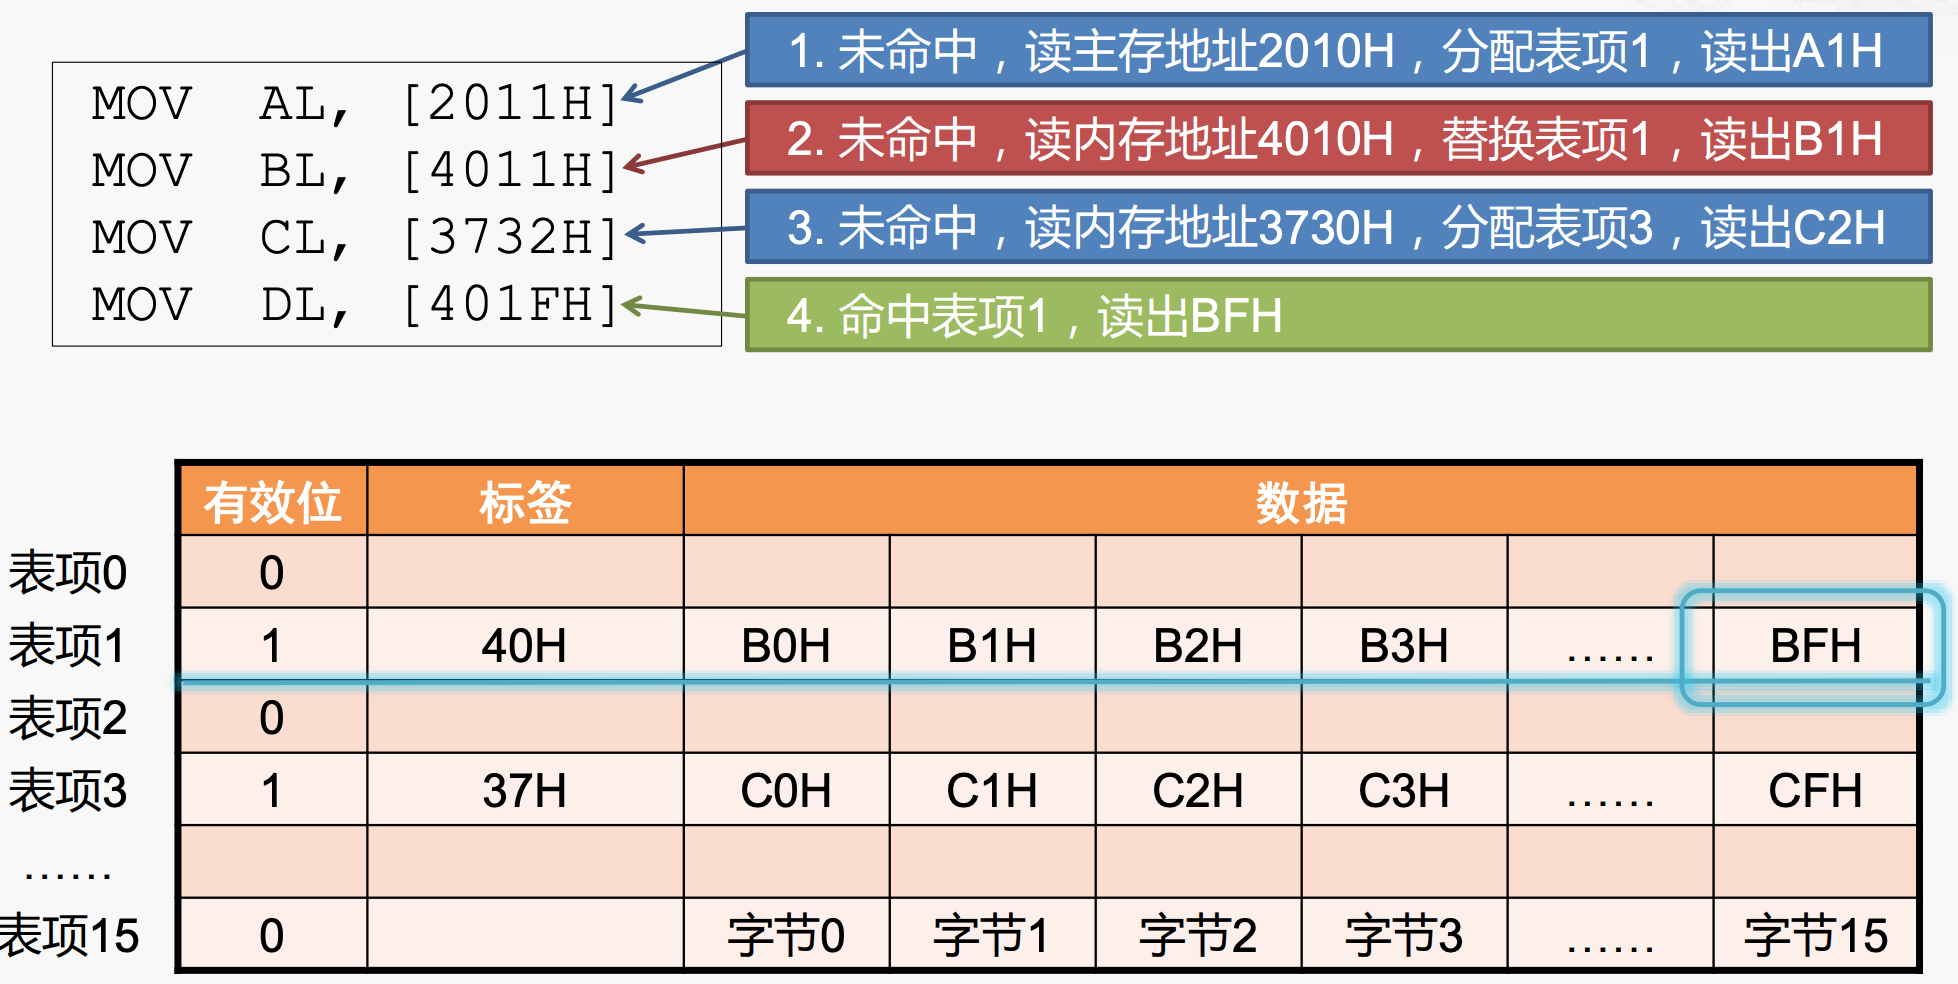 MOV AL, [2011H]
MOV BL, [4011H]
MOV CL, [3732H]
MOV DL, [401FH]
1. 未命中，读主存地址2010H，分配表项1，读出A1H
2. 未命中，读内存地址4010H，替换表项1，读出B1H
3. 未命中，读内存地址3730H，分配表项3，读出C2H
4. 命中表项1，读出BFH
有效位 标签 数据
表项0 0
表项1 1 40H B0H B1H B2H B3H …… BFH
表项2 0
表项3 1 37H C0H C1H C2H C3H …… CFH
……
表项15 0 字节0 字节1 字节2 字节3 …… 字节15